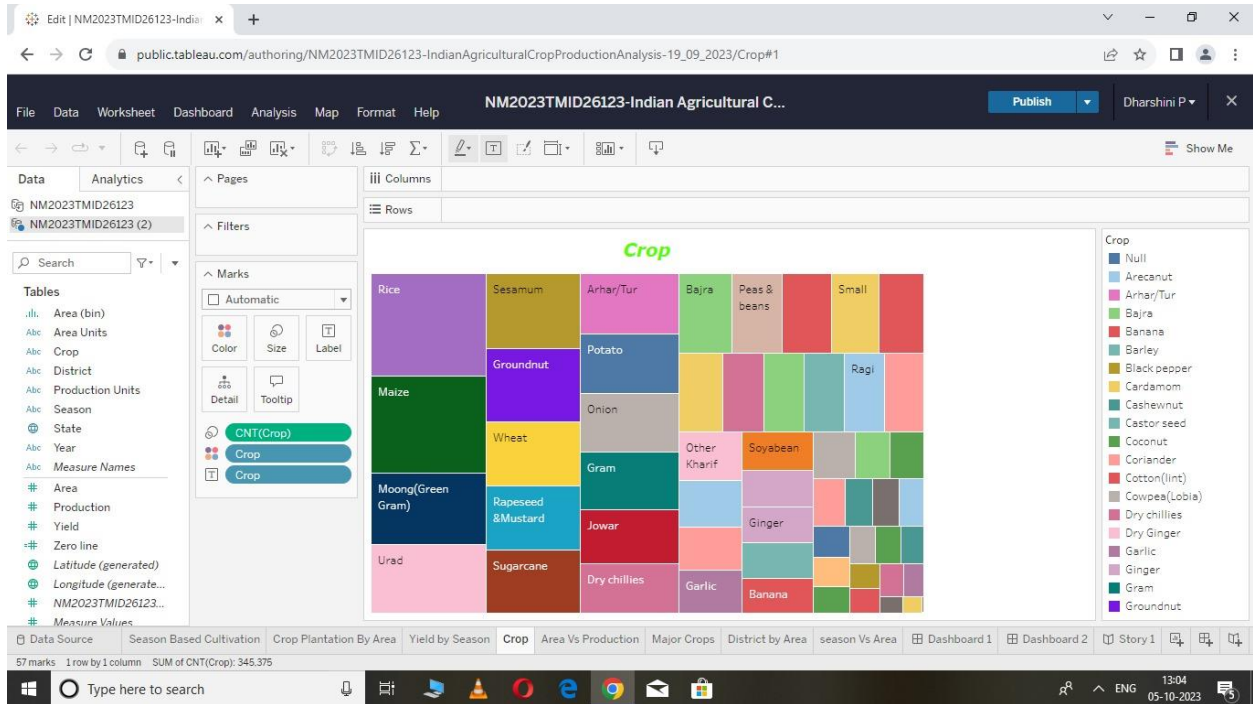 Edit | NM2023TMID26123-India
public.tableau.com/authoring/NM2023TMID26123-IndianAgriculturalCropProductionAnalysis-19_09_2023/Crop#1
File Data Worksheet Dashboard Analysis Map Format Help
NM2023TMID26123-Indian Agricultural C...
Publish
Dharshini P
Show Me
Data Analytics
NM2023TMID26123
NM2023TMID26123 (2)
Search
Tables
Area (bin)
Abc Area Units
Abc Crop
Abc District
Abc Production Units
Abc Season
State
Abc Year
Abc Measure Names
# Area
# Production
# Yield
=# Zero line
Latitude (generated)
Longitude (generate...
# NM2023TMID26123...
# Measure Values
Pages
Filters
Marks
Automatic
Color Size Label
Detail Tooltip
CNT(Crop)
Crop
Crop
Columns
Rows
Crop
Rice
Maize
Moong(Green
Gram)
Urad
Sesamum
Groundnut
Wheat
Rapeseed
&Mustard
Sugarcane
Arhar/Tur
Potato
Onion
Gram
Jowar
Dry chillies
Bajra
Peas &
beans
Small
Ragi
Other
Kharif
Soyabean
Ginger
Garlic
Banana
Crop
Null
Arecanut
Arhar/Tur
Bajra
Banana
Barley
Black pepper
Cardamom
Cashewnut
Castor seed
Coconut
Coriander
Cotton(lint)
Cowpea(Lobia)
Dry chillies
Dry Ginger
Garlic
Ginger
Gram
Groundnut
Data Source Season Based Cultivation Crop Plantation By Area Yield by Season Crop Area Vs Production Major Crops District by Area season Vs Area Dashboard 1 Dashboard 2 Story 1
57 marks 1 row by 1 column SUM of CNT(Crop): 345,375
Type here to search
ENG
13:04
05-10-2023
5